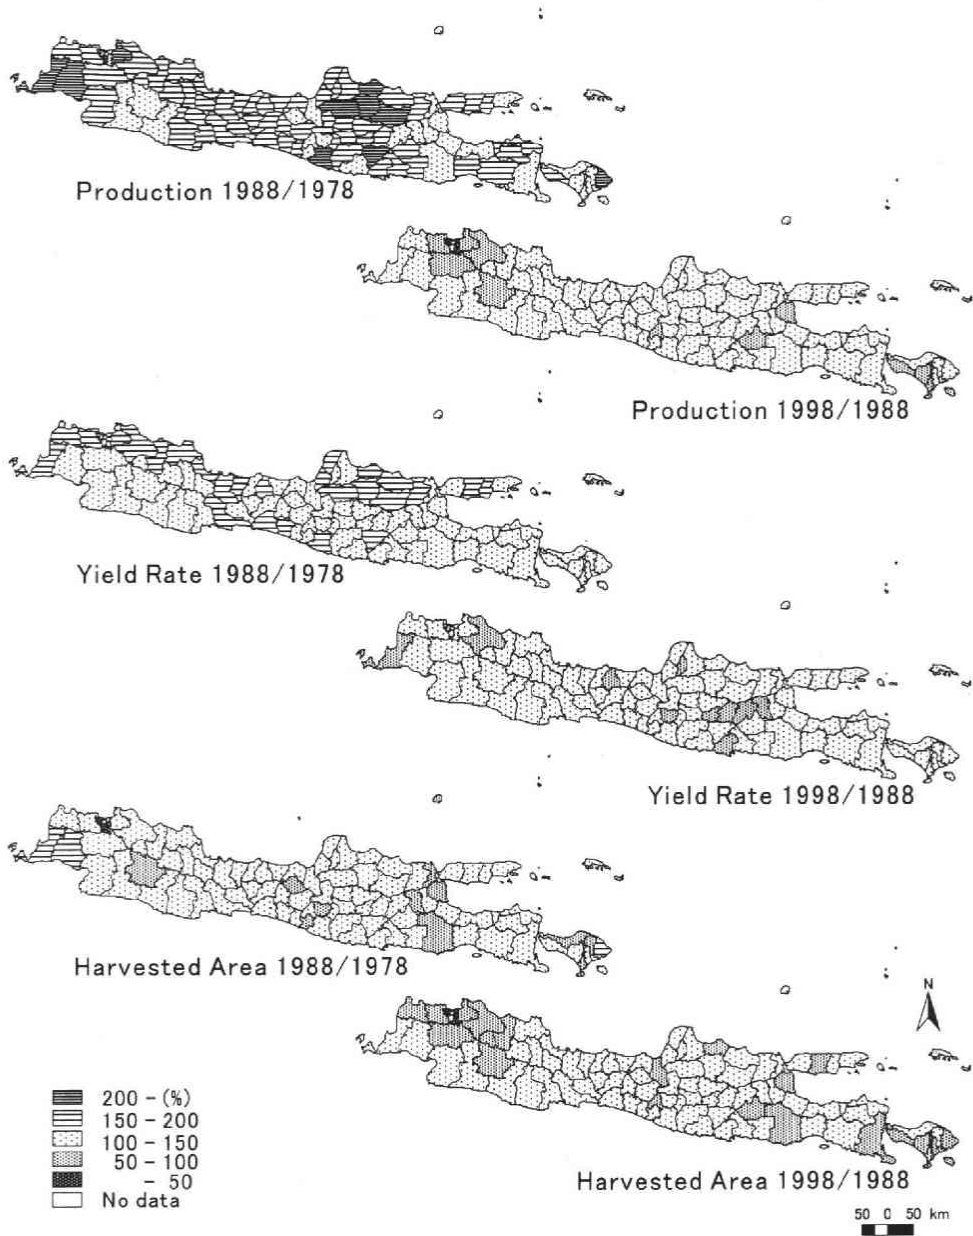 Production 1988/1978
Production 1998/1988
Yield Rate 1988/1978
Yield Rate 1998/1988
Harvested Area 1988/1978
N
200 - (%)
150 - 200
100 - 150
50 - 100
- 50
No data
Harvested Area 1998/1988
50 0 50 km